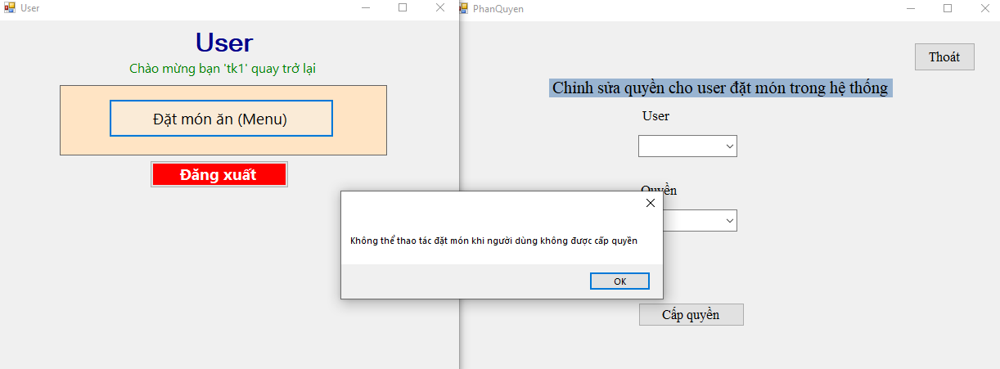 User
User
Chào mừng bạn 'tk1' quay trở lại
Đặt món ăn (Menu)
Đăng xuất
PhanQuyen
Thoát
Chỉnh sửa quyền cho user đặt món trong hệ thống
User
Quyền
Không thể thao tác đặt món khi người dùng không được cấp quyền
OK
Cấp quyền